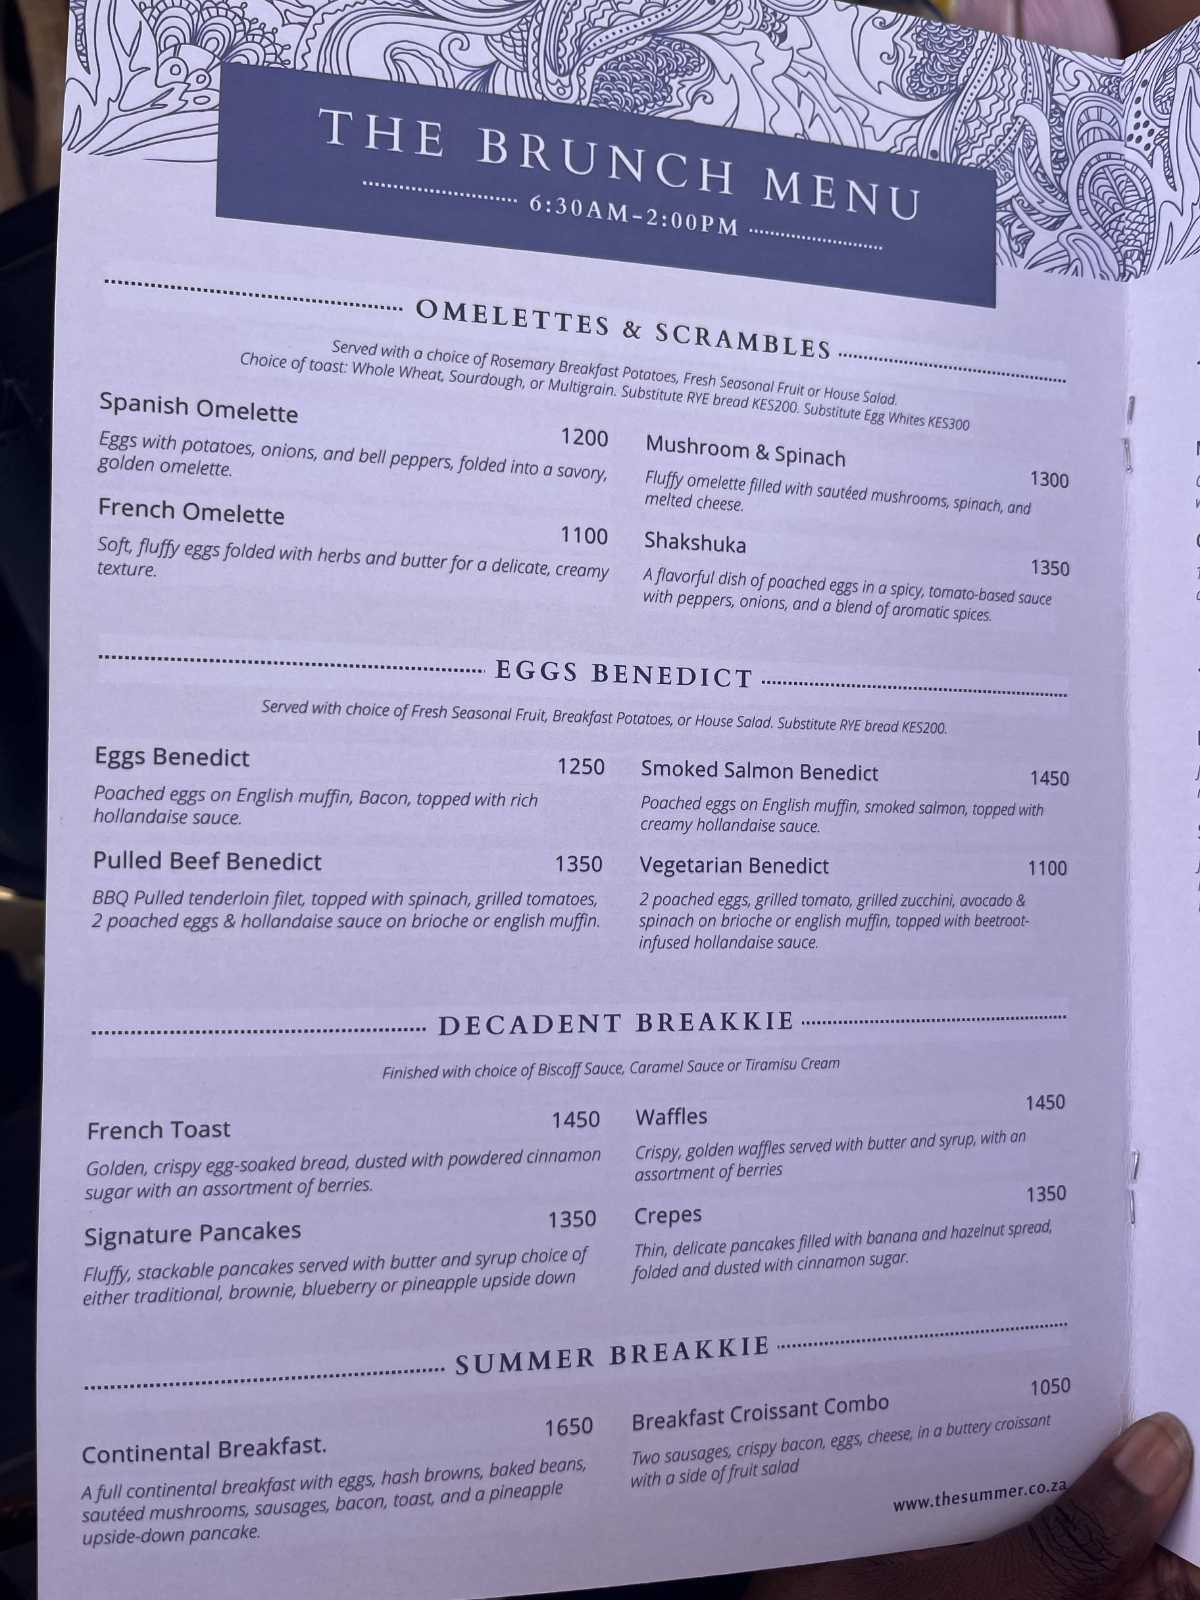 THE BRUNCH MENU
6:30AM-2:00PM
OMELETTES & SCRAMBLES
Served with a choice of Rosemary Breakfast Potatoes, Fresh Seasonal Fruit or House Salad.
Choice of toast: Whole Wheat, Sourdough, or Multigrain. Substitute RYE bread KES200. Substitute Egg Whites KES300
Spanish Omelette
1200
Eggs with potatoes, onions, and bell peppers, folded into a savory,
golden omelette.
French Omelette
1100
Soft, fluffy eggs folded with herbs and butter for a delicate, creamy
texture.
Mushroom & Spinach
1300
Fluffy omelette filled with sautéed mushrooms, spinach, and
melted cheese.
Shakshuka
1350
A flavorful dish of poached eggs in a spicy, tomato-based sauce
with peppers, onions, and a blend of aromatic spices.
EGGS BENEDICT
Served with choice of Fresh Seasonal Fruit, Breakfast Potatoes, or House Salad. Substitute RYE bread KES200.
Eggs Benedict
1250
Poached eggs on English muffin, Bacon, topped with rich
hollandaise sauce.
Pulled Beef Benedict
1350
BBQ Pulled tenderloin filet, topped with spinach, grilled tomatoes,
2 poached eggs & hollandaise sauce on brioche or english muffin.
Smoked Salmon Benedict
1450
Poached eggs on English muffin, smoked salmon, topped with
creamy hollandaise sauce.
Vegetarian Benedict
1100
2 poached eggs, grilled tomato, grilled zucchini, avocado &
spinach on brioche or english muffin, topped with beetroot-
infused hollandaise sauce.
DECADENT BREAKKIE
Finished with choice of Biscoff Sauce, Caramel Sauce or Tiramisu Cream
French Toast
1450
Golden, crispy egg-soaked bread, dusted with powdered cinnamon
sugar with an assortment of berries.
Signature Pancakes
1350
Fluffy, stackable pancakes served with butter and syrup choice of
either traditional, brownie, blueberry or pineapple upside down
Waffles
1450
Crispy, golden waffles served with butter and syrup, with an
assortment of berries
Crepes
1350
Thin, delicate pancakes filled with banana and hazelnut spread,
folded and dusted with cinnamon sugar.
SUMMER BREAKKIE
Continental Breakfast.
1650
A full continental breakfast with eggs, hash browns, baked beans,
sautéed mushrooms, sausages, bacon, toast, and a pineapple
upside-down pancake.
Breakfast Croissant Combo
1050
Two sausages, crispy bacon, eggs, cheese, in a buttery croissant
with a side of fruit salad
www.thesummer.co.za